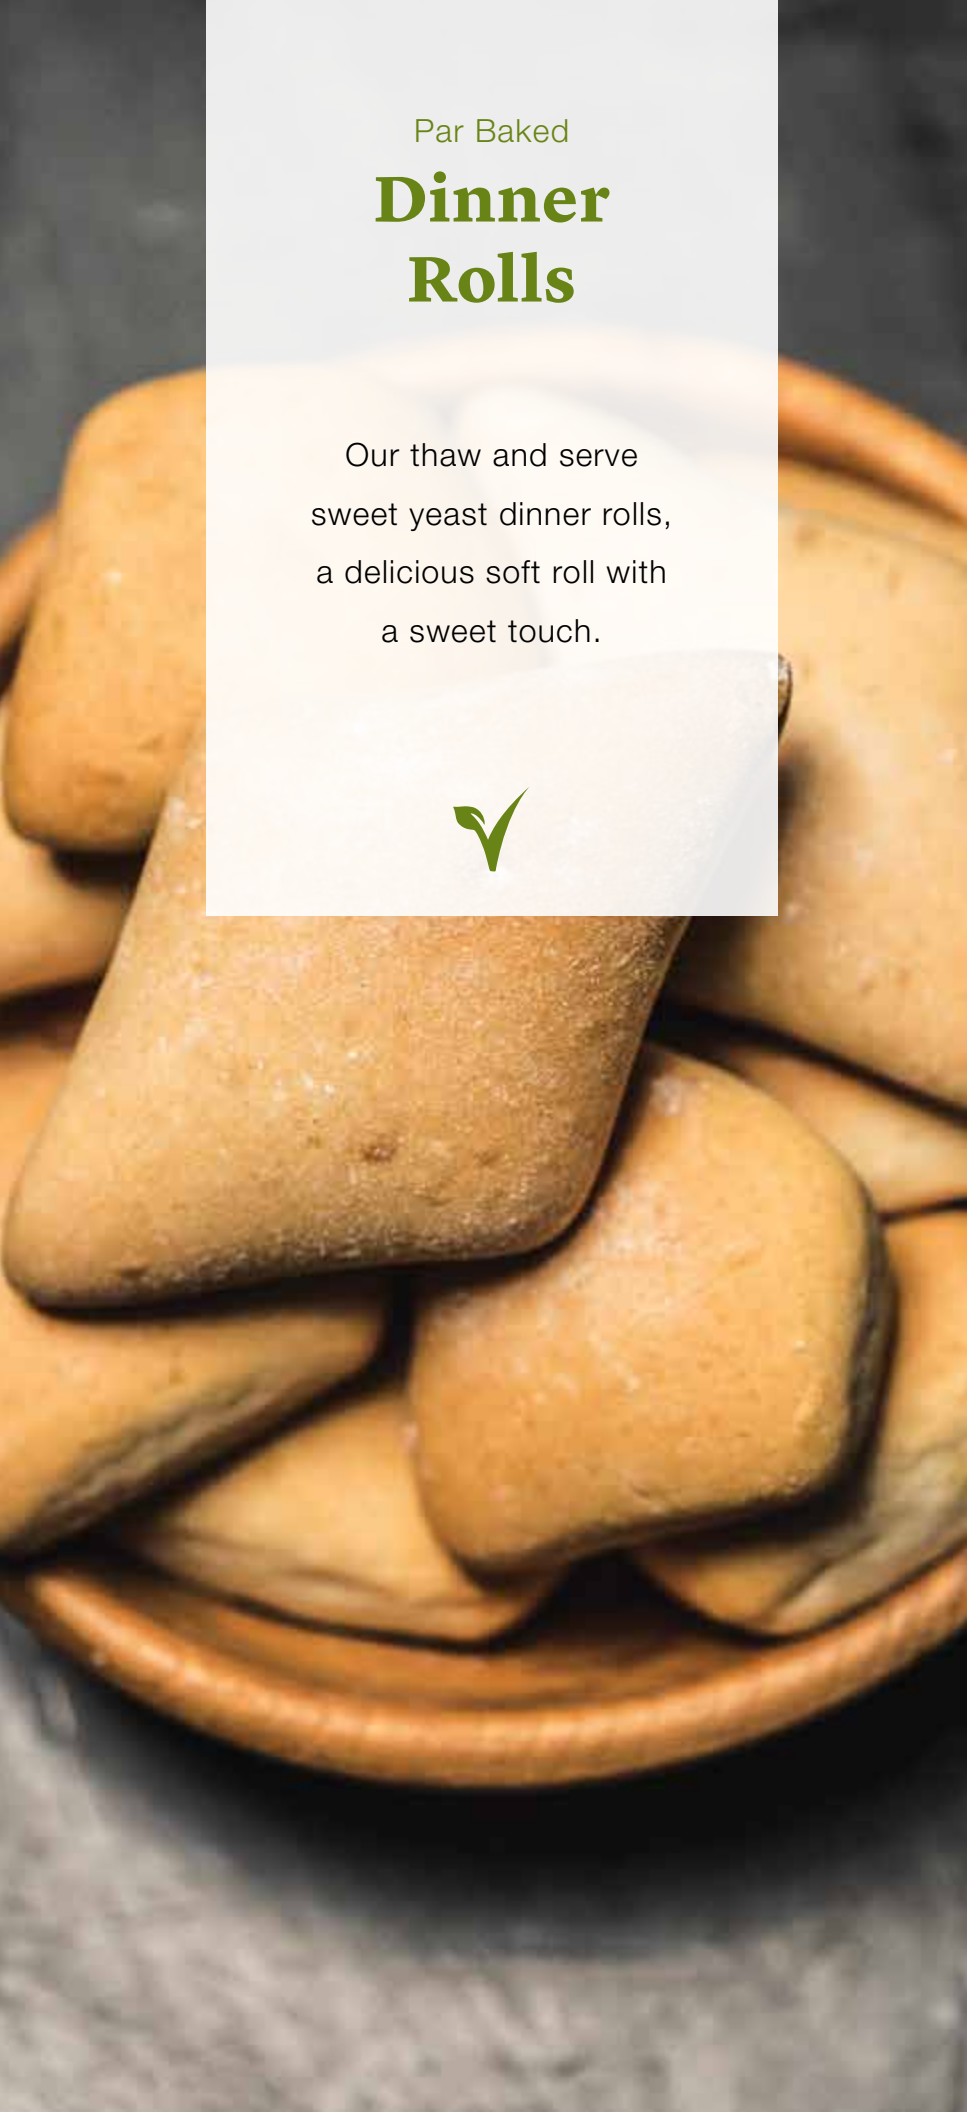 Par Baked
Dinner
Rolls
Our thaw and serve
sweet yeast dinner rolls,
a delicious soft roll with
a sweet touch.